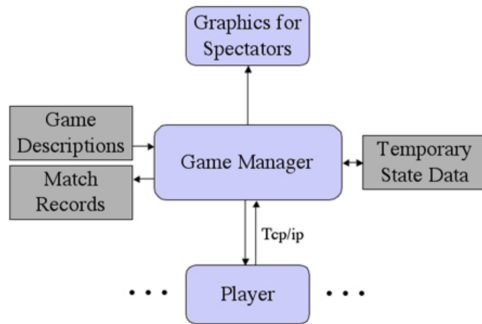 Graphics for
Spectators
Game
Descriptions
Game Manager
Temporary
State Data
Match
Records
Tcp/ip
• • •
Player
• • •